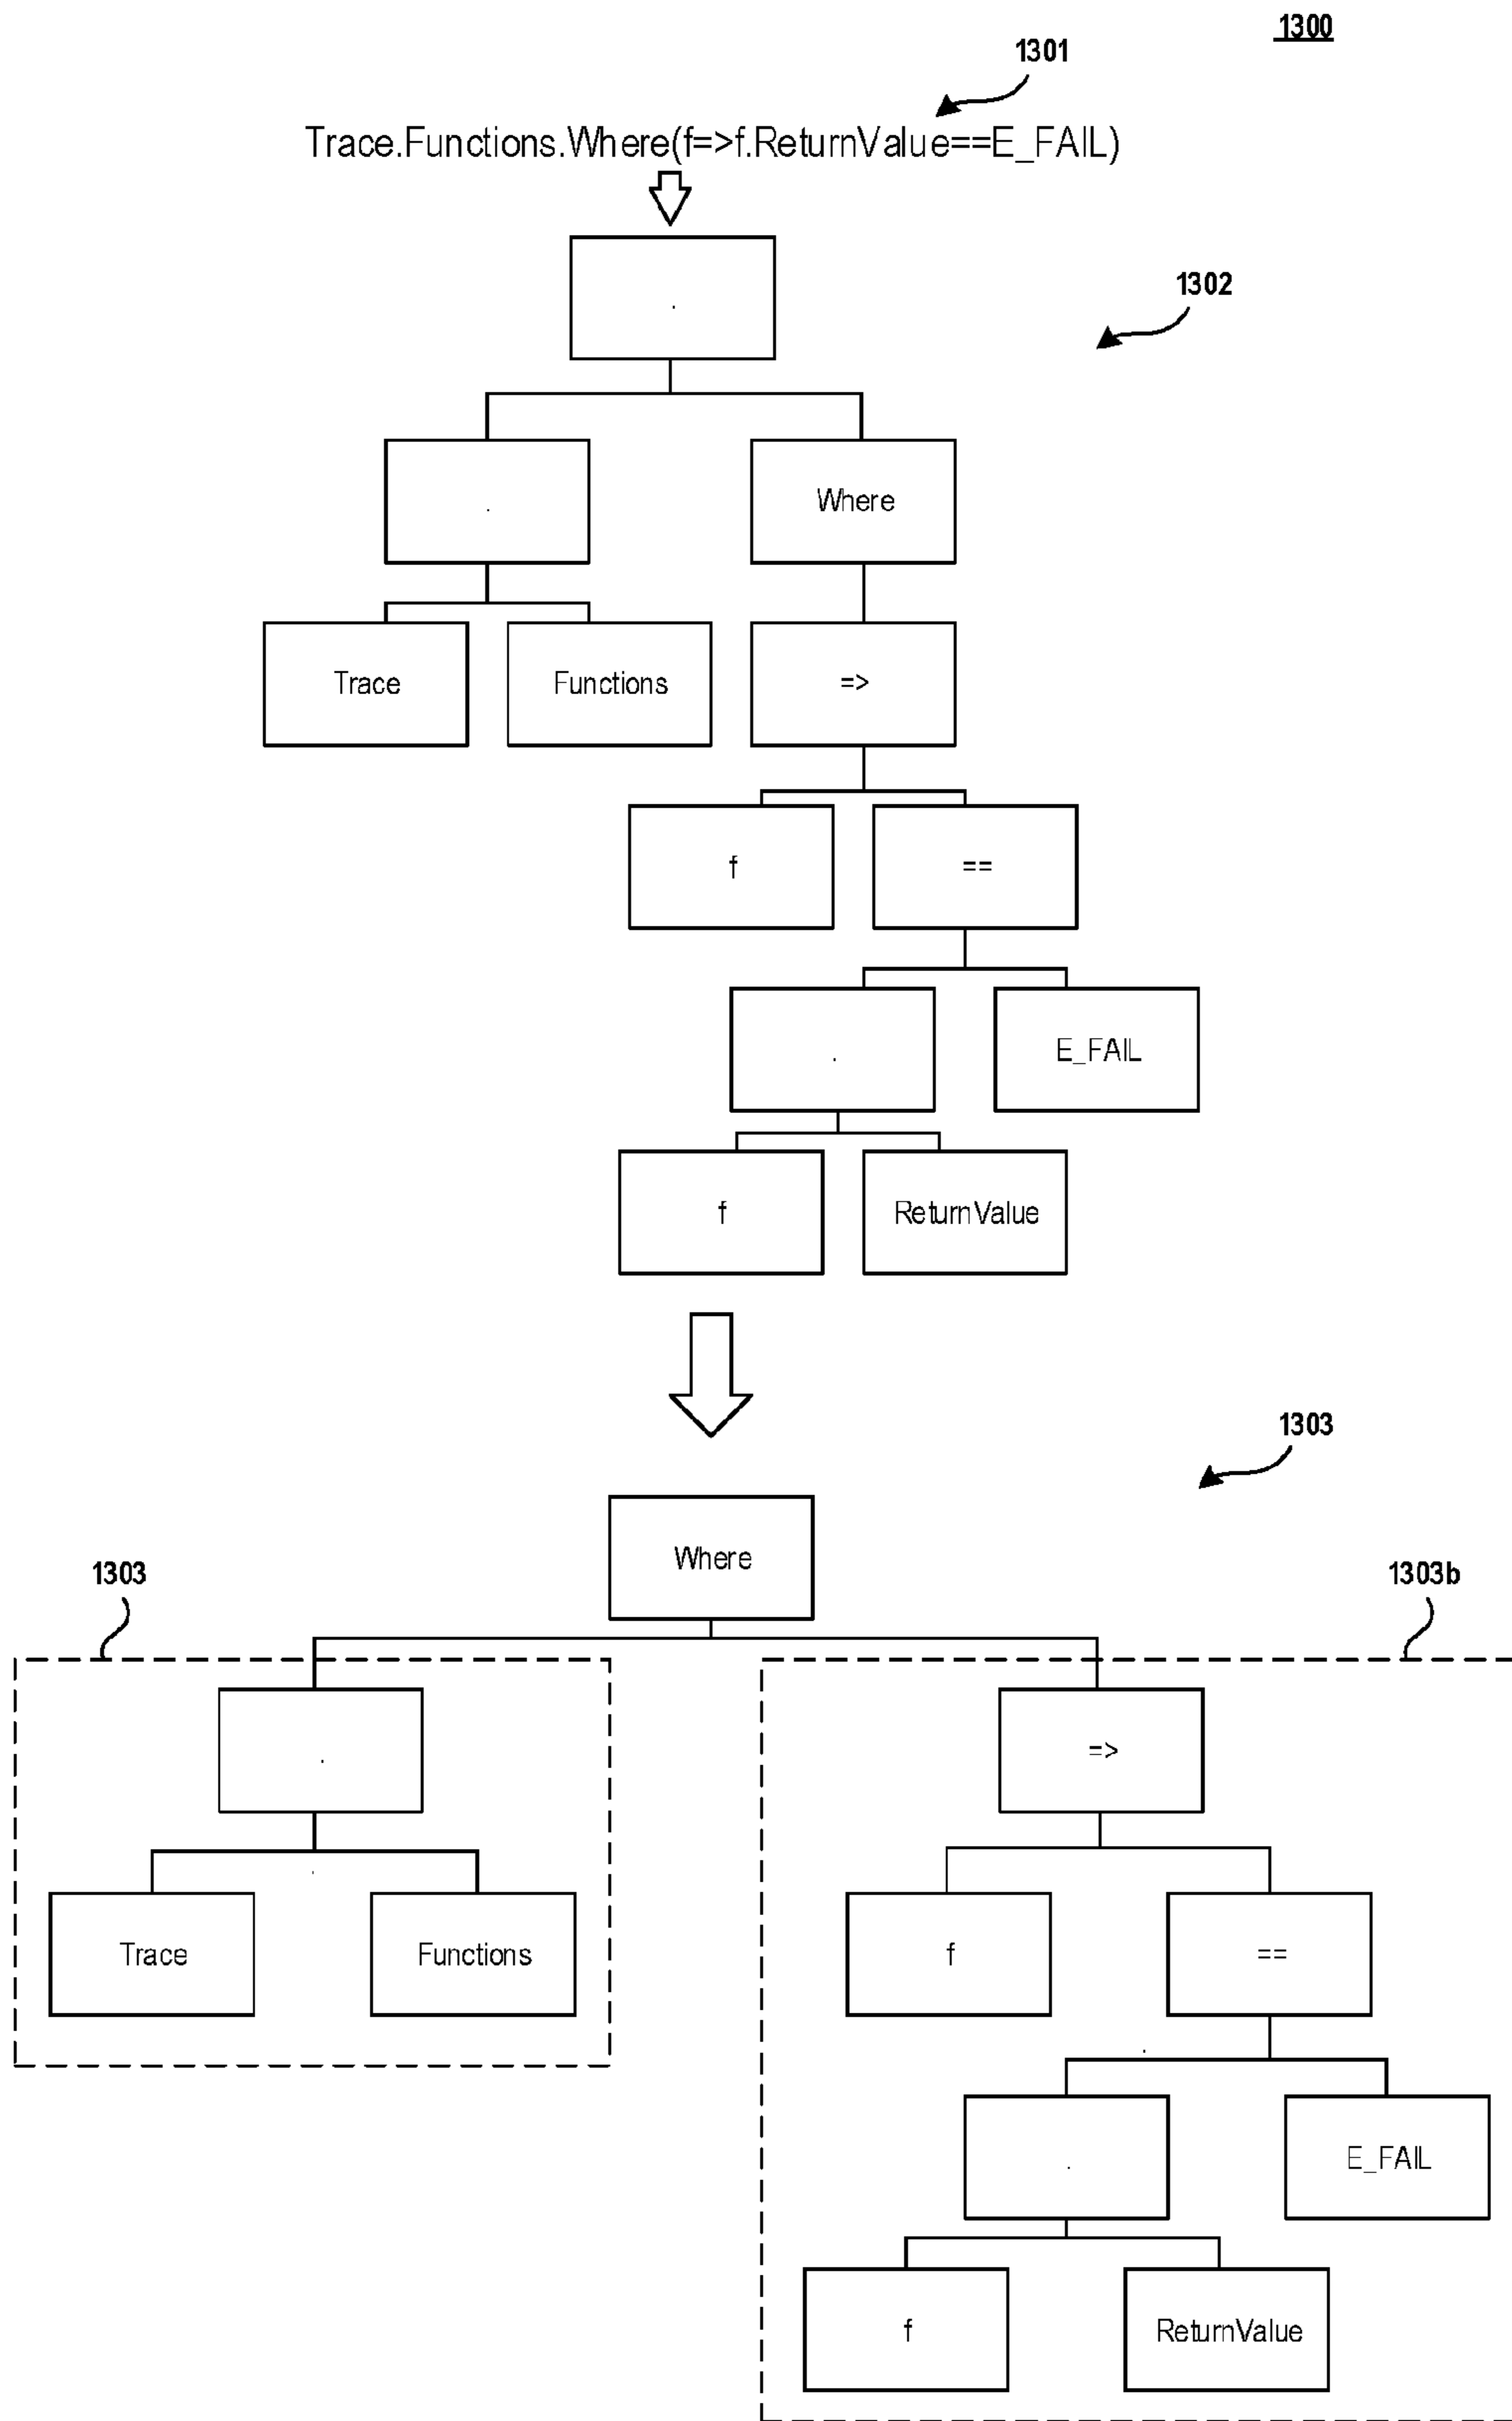 1300
1301
Trace.Functions.Where(f=>f.ReturnValue==E_FAIL)
1302
.
.
Where
Trace
Functions
=>
f
==
.
E_FAIL
f
ReturnValue
1303
Where
1303
1303b
.
=>
Trace
Functions
f
==
.
E_FAIL
f
ReturnValue